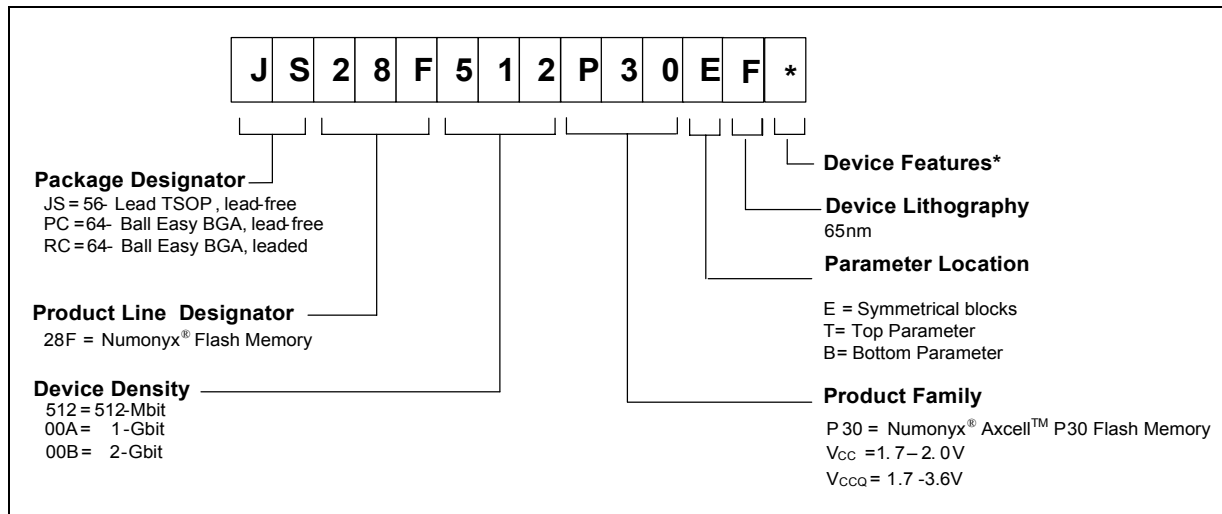 J S 2 8 F 5 1 2 P 3 0 E F *
Package Designator
JS = 56- Lead TSOP, lead-free
PC = 64- Ball Easy BGA, lead-free
RC = 64- Ball Easy BGA, leaded
Product Line Designator
28F = Numonyx® Flash Memory
Device Density
512 = 512-Mbit
00A = 1-Gbit
00B = 2-Gbit
Device Features*
Device Lithography
65nm
Parameter Location
E = Symmetrical blocks
T= Top Parameter
B= Bottom Parameter
Product Family
P30 = Numonyx® Axcell™ P30 Flash Memory
VCC = 1.7 – 2.0V
VCCQ = 1.7 -3.6V